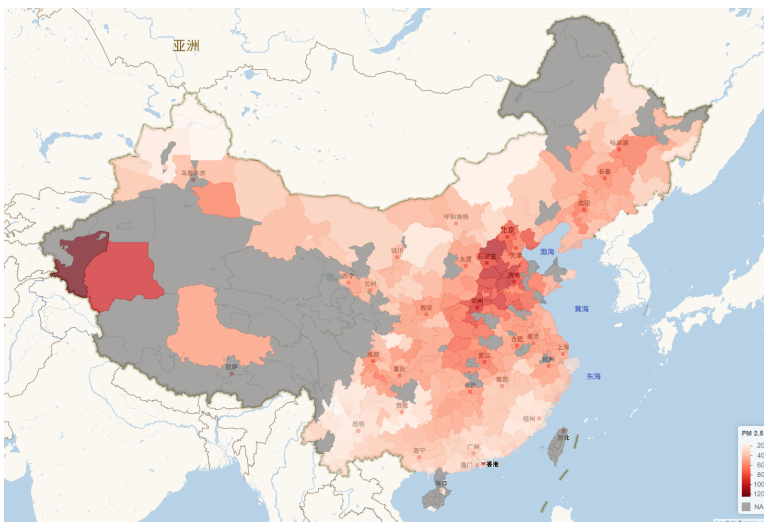 亚洲
哈尔滨
长春
乌鲁木齐
沈阳
呼和浩特
北京
天津
渤海
银川
太原
石家庄
济南
西宁
兰州
黄海
郑州
西安
合肥
南京
上海
成都
武汉
杭州
东海
拉萨
重庆
长沙
南昌
贵阳
福州
昆明
台北
广州
南宁
澳门
香港
海口
PM 2.5
20
40
60
80
100
120
NA